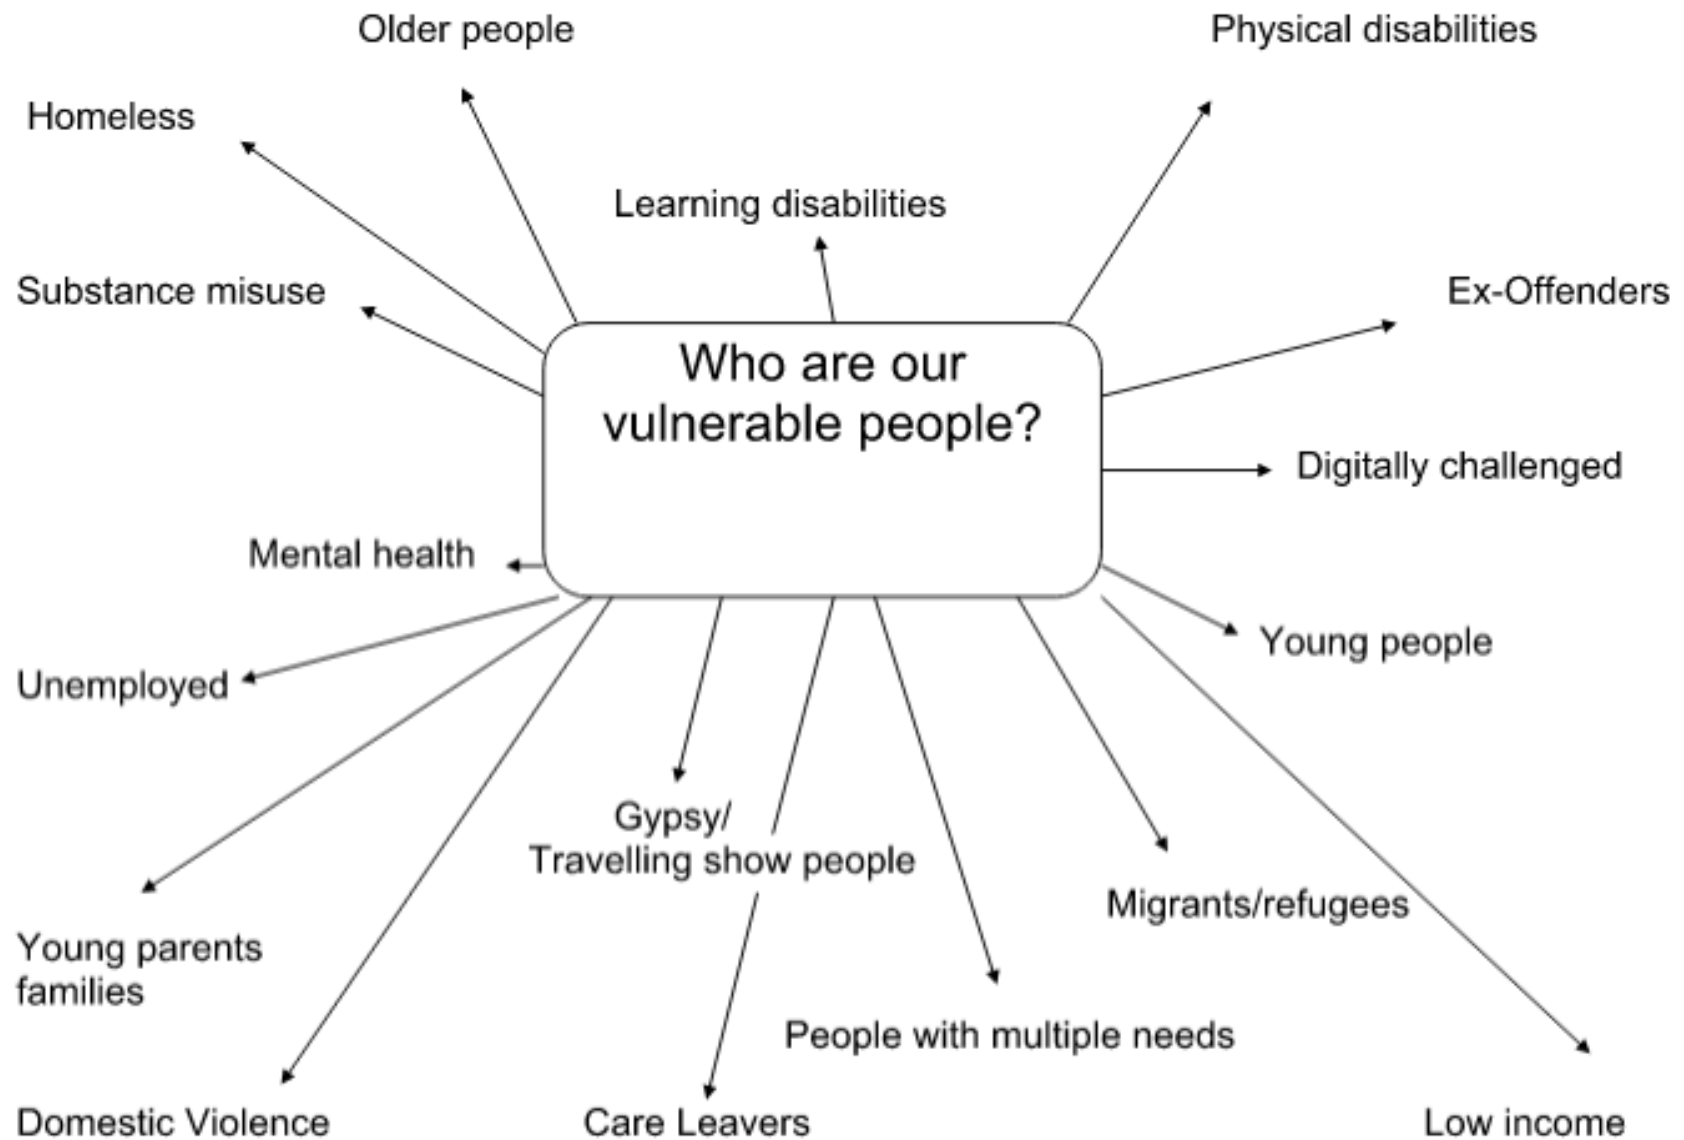 Older people
Physical disabilities
Homeless
Learning disabilities
Substance misuse
Ex-Offenders
Who are our
vulnerable people?
Digitally challenged
Mental health
Young people
Unemployed
Gypsy/
Travelling show people
Migrants/refugees
Young parents
families
People with multiple needs
Domestic Violence
Care Leavers
Low income